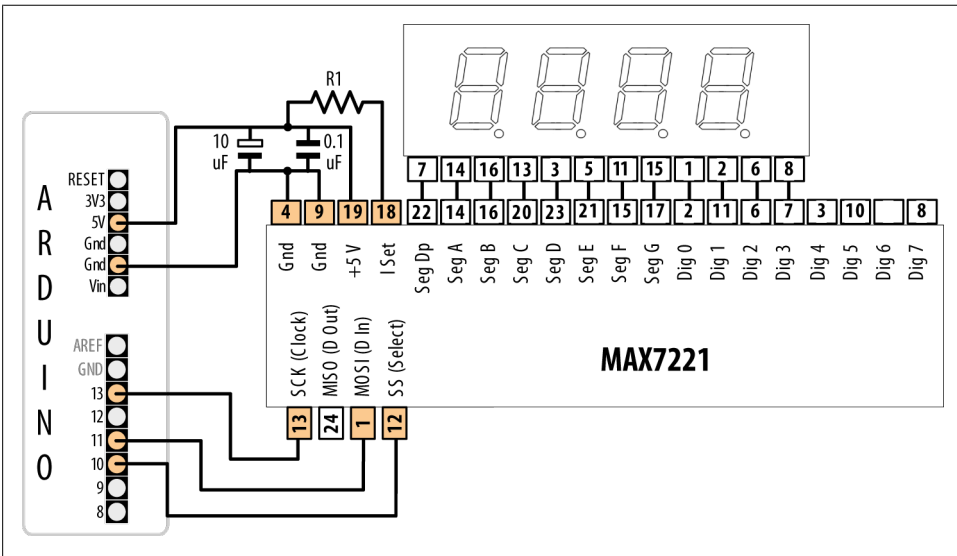 R1
10 uF
0.1 uF
ARDUINO
RESET
3V3
5V
Gnd
Gnd
Vin
AREF
GND
13
12
11
10
9
8
7 14 16 13 3 5 11 15 1 2 6 8
4 9 19 18 22 14 16 20 23 21 15 17 2 11 6 7 3 10 8
Gnd
Gnd
+5V
I Set
Seg Dp
Seg A
Seg B
Seg C
Seg D
Seg E
Seg F
Seg G
Dig 0
Dig 1
Dig 2
Dig 3
Dig 4
Dig 5
Dig 6
Dig 7
MAX7221
SCK (Clock)
MISO (D Out)
MOSI (D In)
SS (Select)
13 24 1 12